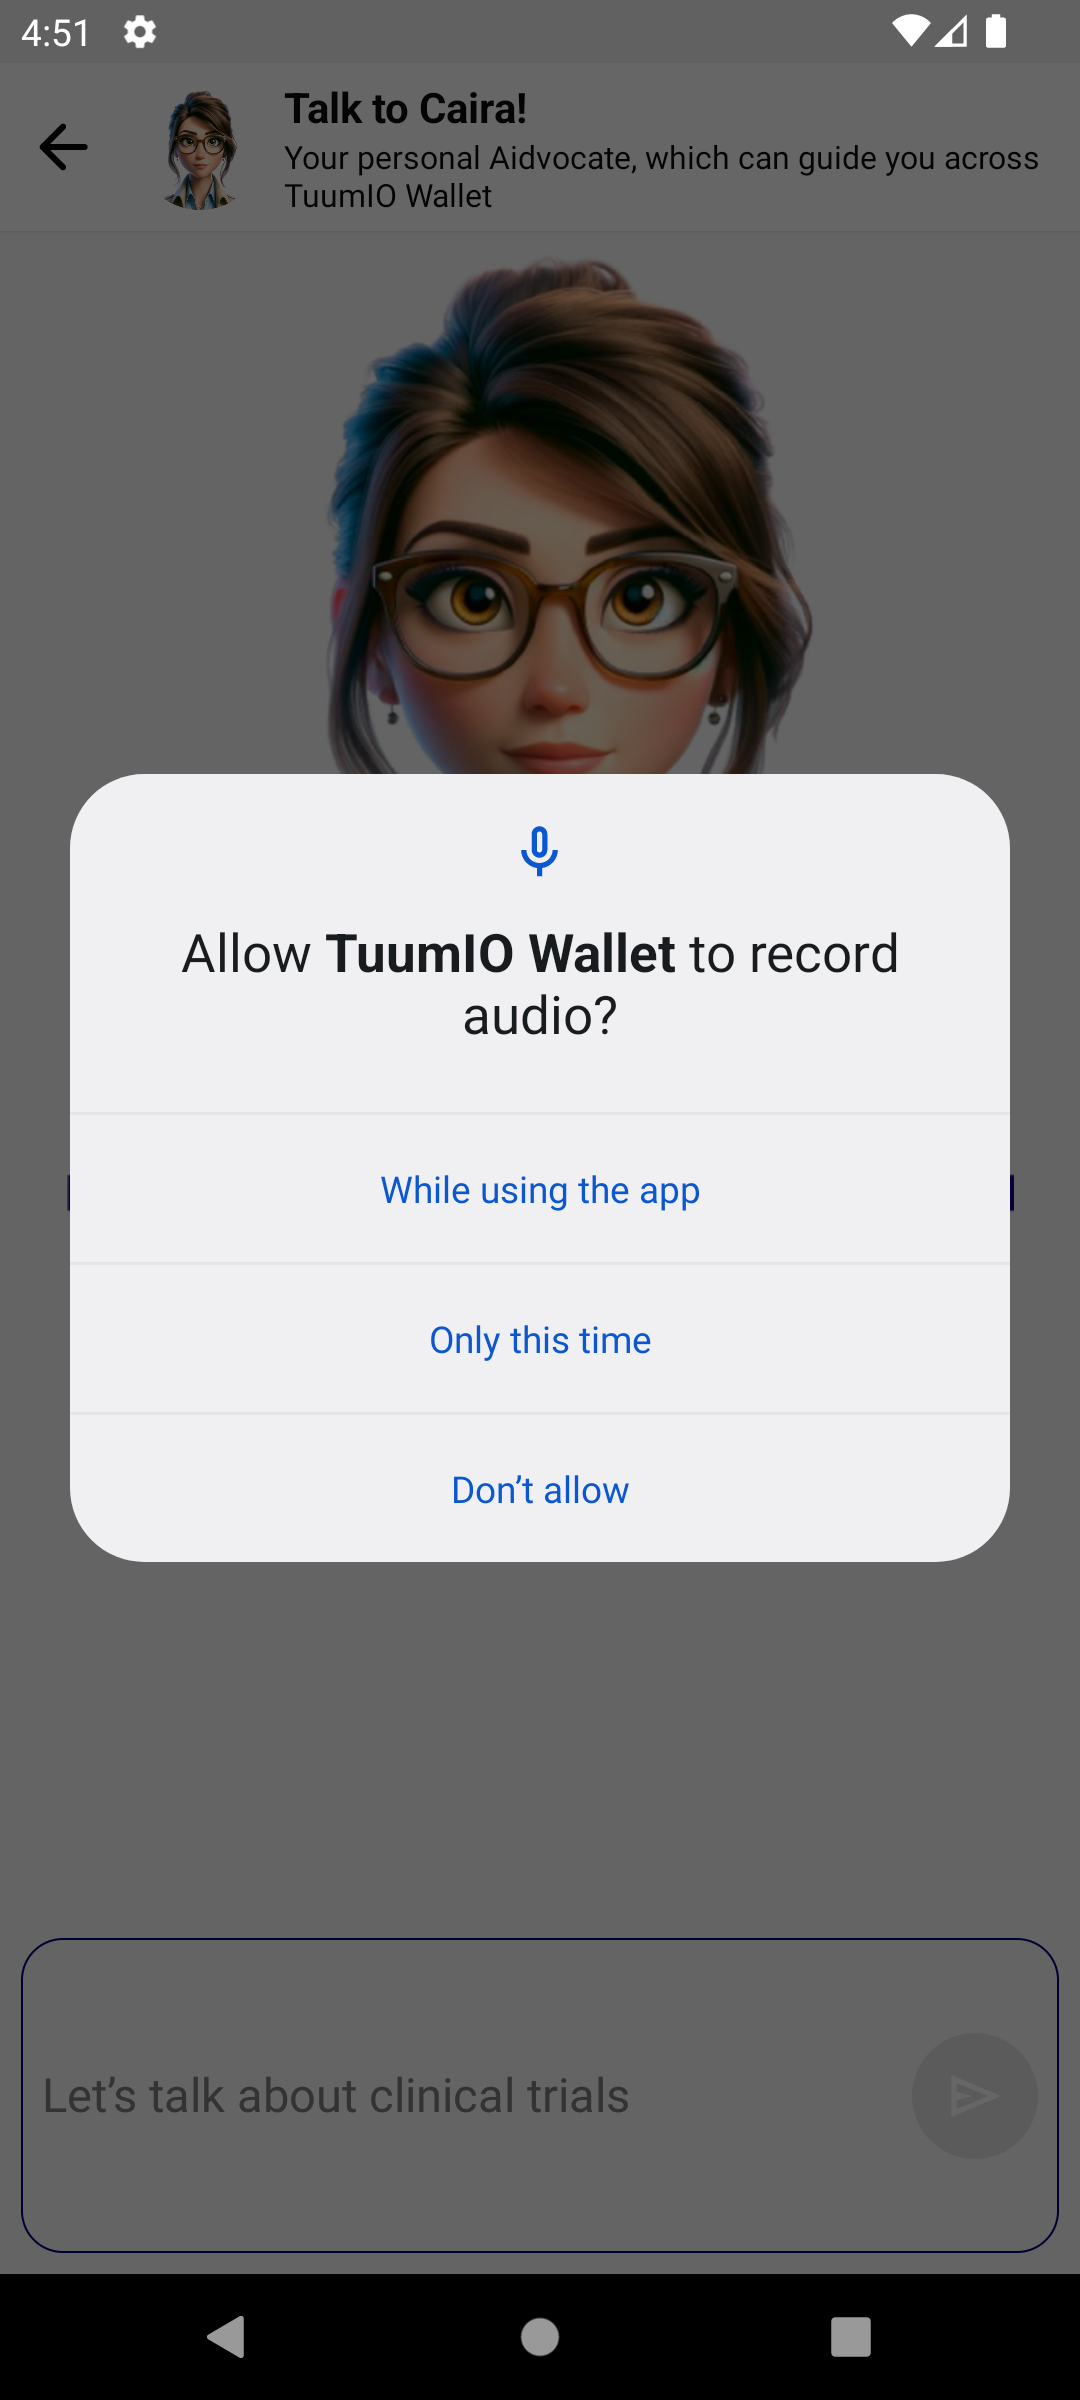 4:51
Talk to Caira!
Your personal Aidvocate, which can guide you across
TuumIO Wallet
Allow TuumIO Wallet to record
audio?
While using the app
Only this time
Don’t allow
Let’s talk about clinical trials